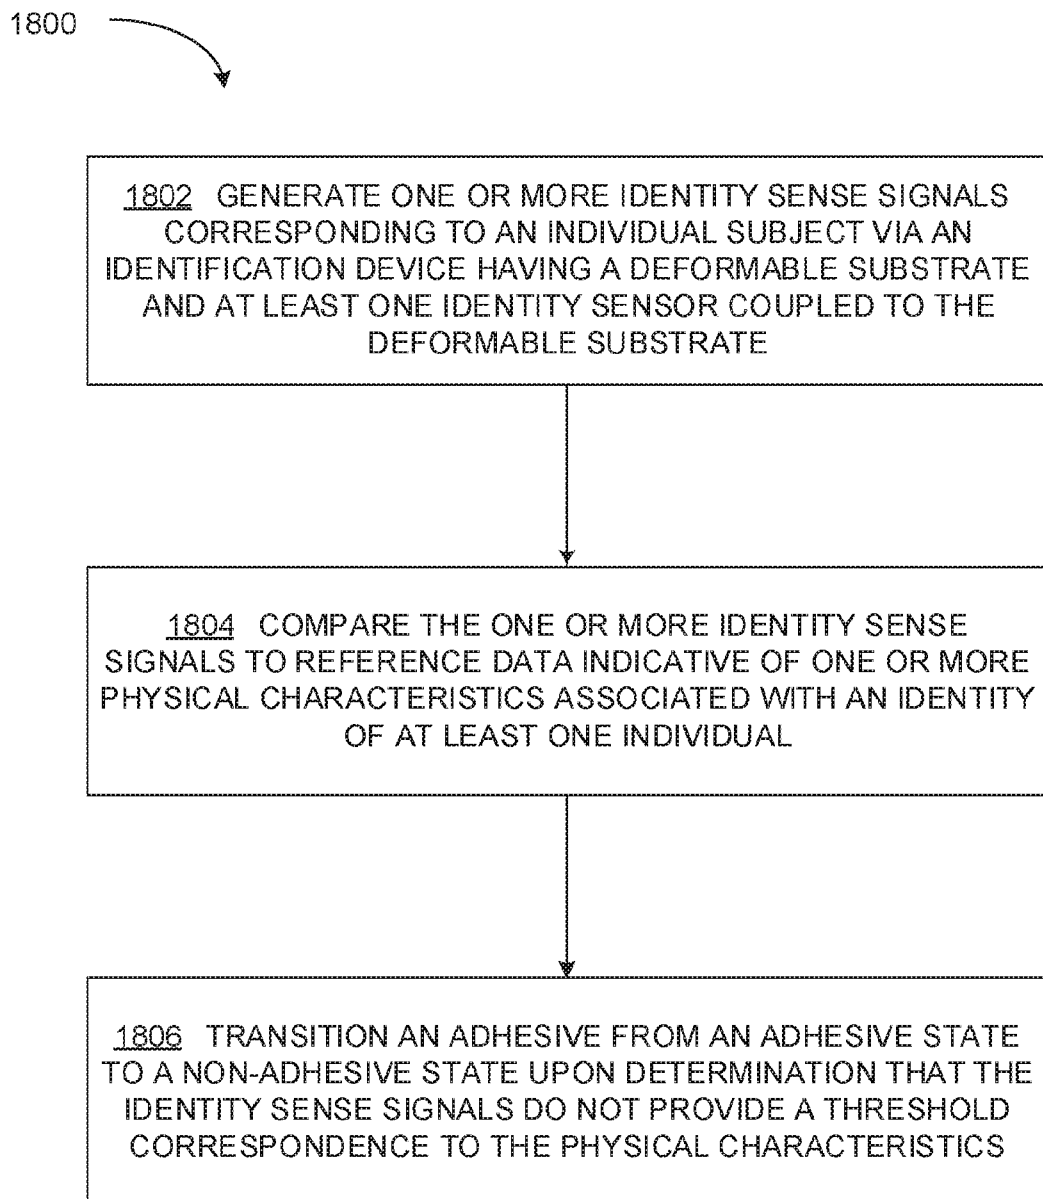 1800
1802 GENERATE ONE OR MORE IDENTITY SENSE SIGNALS
CORRESPONDING TO AN INDIVIDUAL SUBJECT VIA AN
IDENTIFICATION DEVICE HAVING A DEFORMABLE SUBSTRATE
AND AT LEAST ONE IDENTITY SENSOR COUPLED TO THE
DEFORMABLE SUBSTRATE
1804 COMPARE THE ONE OR MORE IDENTITY SENSE
SIGNALS TO REFERENCE DATA INDICATIVE OF ONE OR MORE
PHYSICAL CHARACTERISTICS ASSOCIATED WITH AN IDENTITY
OF AT LEAST ONE INDIVIDUAL
1806 TRANSITION AN ADHESIVE FROM AN ADHESIVE STATE
TO A NON-ADHESIVE STATE UPON DETERMINATION THAT THE
IDENTITY SENSE SIGNALS DO NOT PROVIDE A THRESHOLD
CORRESPONDENCE TO THE PHYSICAL CHARACTERISTICS